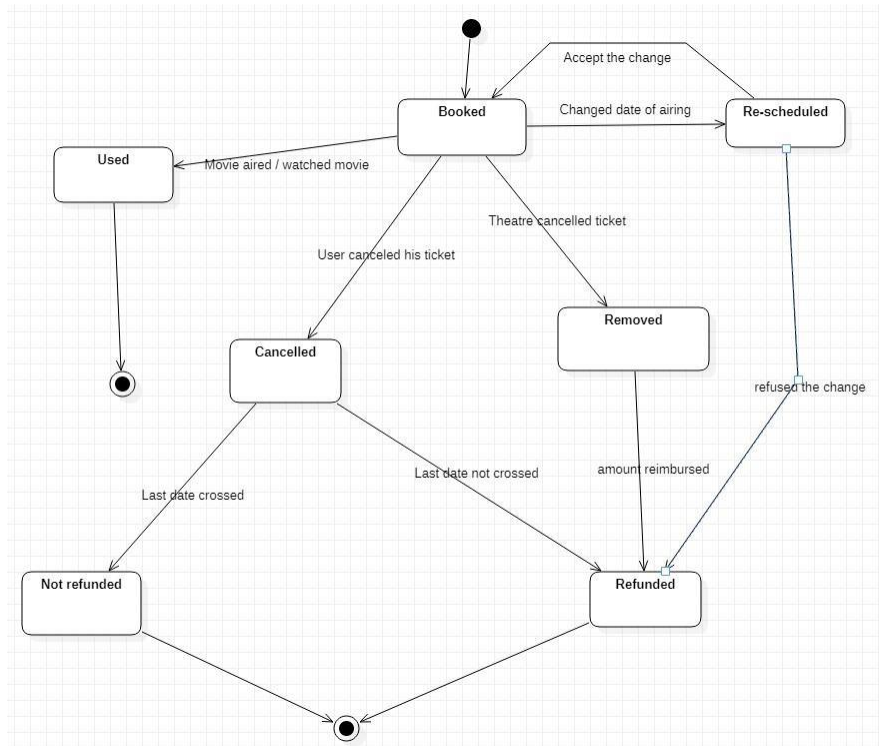 Accept the change
Booked
Changed date of airing
Re-scheduled
Used
Movie aired / watched movie
Theatre cancelled ticket
User canceled his ticket
Removed
Cancelled
refused the change
amount reimbursed
Last date not crossed
Last date crossed
Not refunded
Refunded